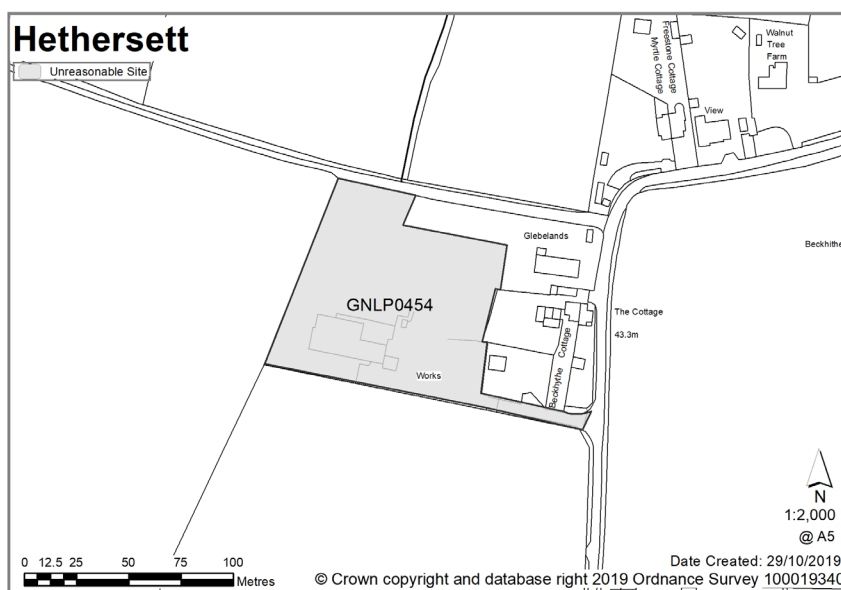 Hethersett
Unreasonable Site
Freestone Cottage
Myrtle Cottage
Walnut
Tree
Farm
View
Glebelands
Beckhithe
GNLP0454
The Cottage
43.3m
Beckhythe Cottage
Works
N
1:2,000
@ A5
0 12.5 25 50 75 100
Metres
Date Created: 29/10/2019
© Crown copyright and database right 2019 Ordnance Survey 100019340